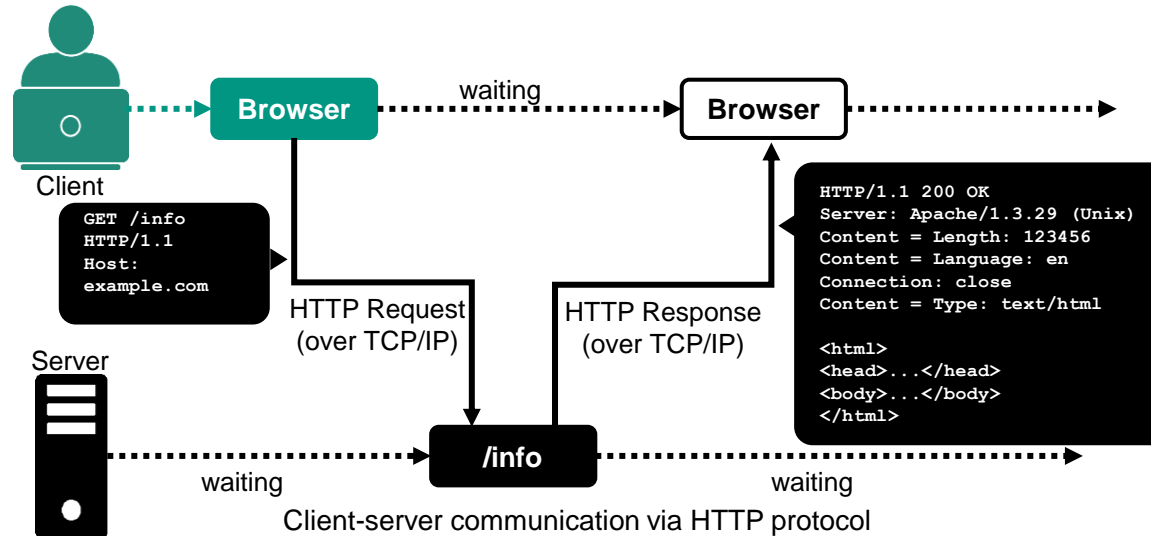 Browser
waiting
Browser
Client
GET /info
HTTP/1.1
Host:
example.com
HTTP Request
(over TCP/IP)
HTTP Response
(over TCP/IP)
HTTP/1.1 200 OK
Server: Apache/1.3.29 (Unix)
Content = Length: 123456
Content = Language: en
Connection: close
Content = Type: text/html
<html>
<head>...</head>
<body>...</body>
</html>
Server
waiting
/info
waiting
Client-server communication via HTTP protocol